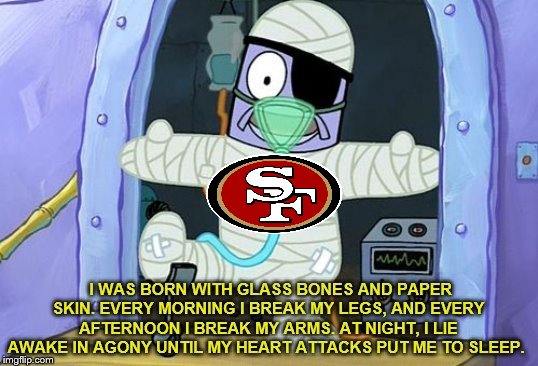 SF
I WAS BORN WITH GLASS BONES AND PAPER
SKIN. EVERY MORNING I BREAK MY LEGS, AND EVERY
AFTERNOON I BREAK MY ARMS. AT NIGHT, I LIE
AWAKE IN AGONY UNTIL MY HEART ATTACKS PUT ME TO SLEEP.
imgflip.com